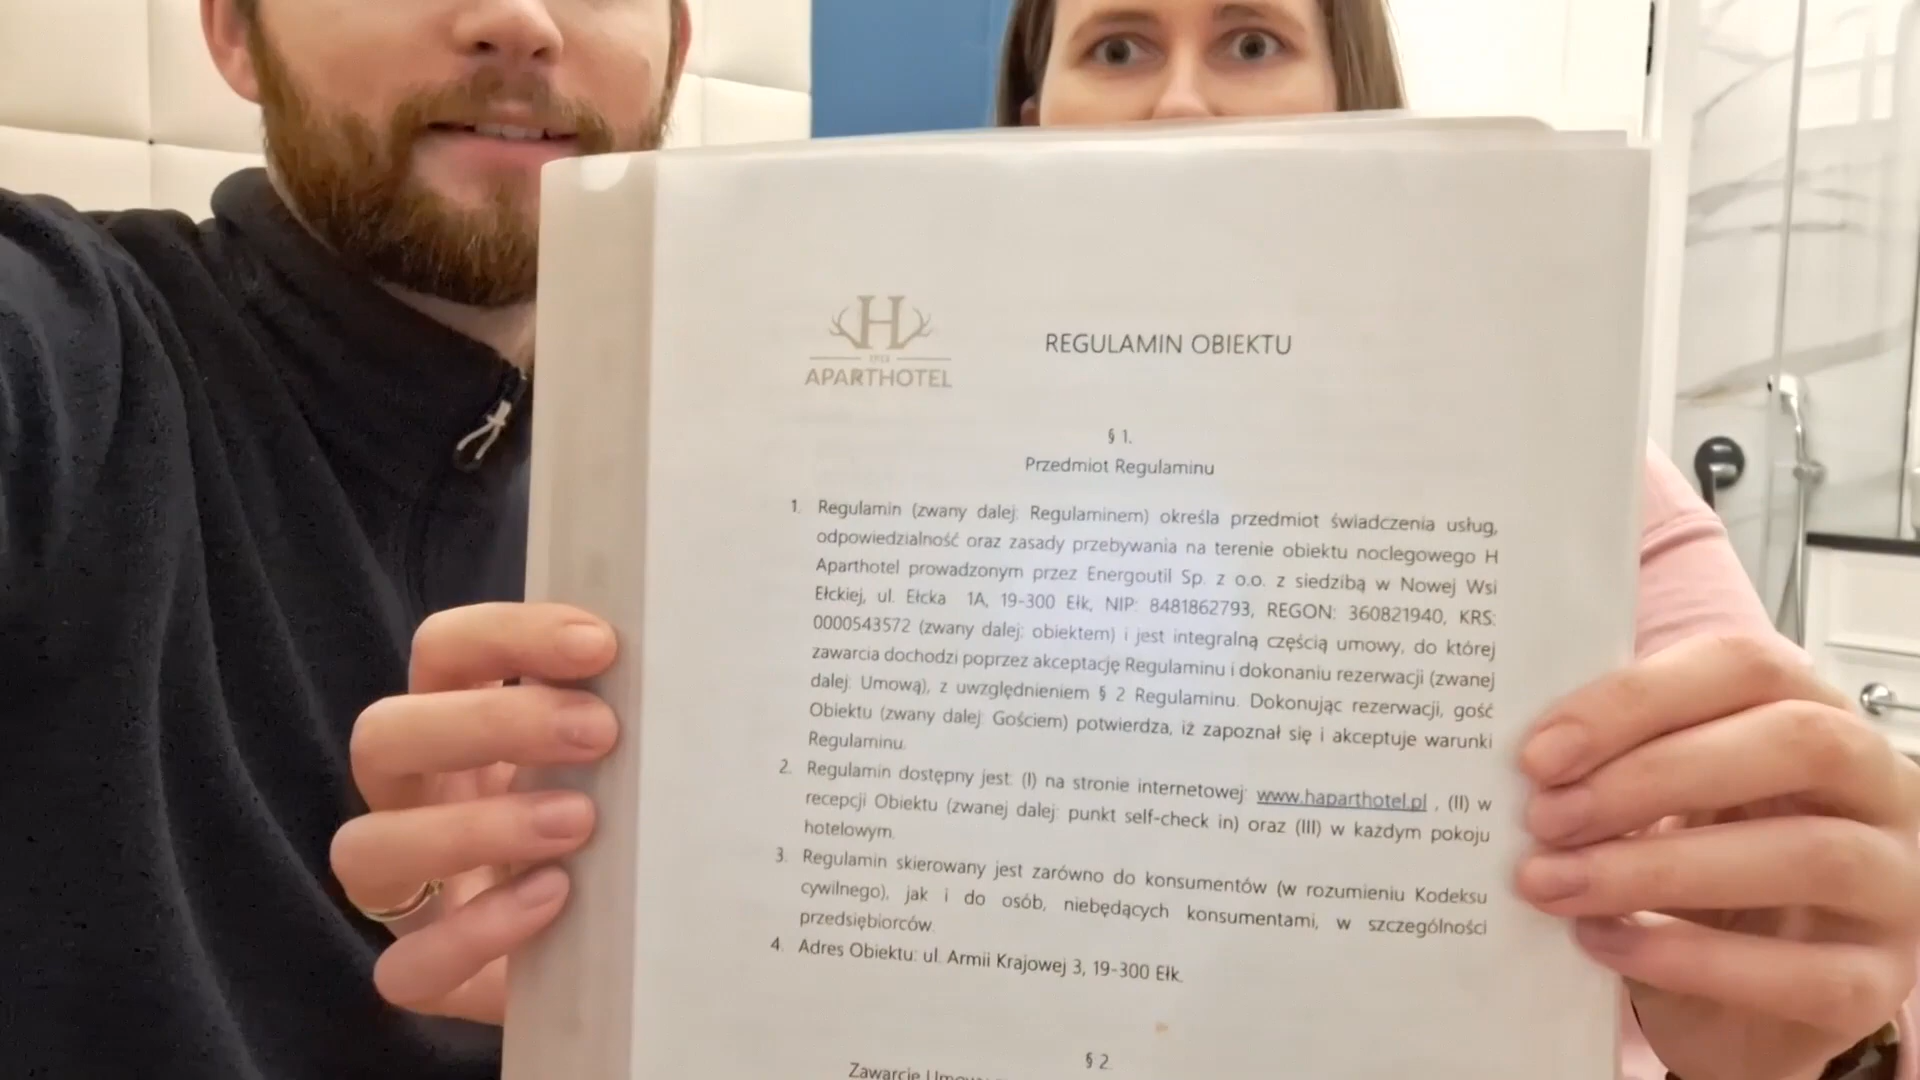 H
APARTHOTEL
REGULAMIN OBIEKTU
§ 1.
Przedmiot Regulaminu
1. Regulamin (zwany dalej: Regulaminem) określa przedmiot świadczenia usług,
odpowiedzialność oraz zasady przebywania na terenie obiektu noclegowego H
Aparthotel prowadzonym przez Energoutil Sp. z o.o. z siedzibą w Nowej Wsi
Ełckiej, ul. Ełcka 1A, 19-300 Ełk, NIP: 8481862793, REGON: 360821940, KRS:
0000543572 (zwany dalej: obiektem) i jest integralną częścią umowy, do której
zawarcia dochodzi poprzez akceptację Regulaminu i dokonaniu rezerwacji (zwanej
dalej: Umową), z uwzględnieniem § 2 Regulaminu. Dokonując rezerwacji, gość
Obiektu (zwany dalej: Gościem) potwierdza, iż zapoznał się i akceptuje warunki
Regulaminu.
2. Regulamin dostępny jest: (I) na stronie internetowej: www.haparthotel.pl , (II) w
recepcji Obiektu (zwanej dalej: punkt self-check in) oraz (III) w każdym pokoju
hotelowym.
3. Regulamin skierowany jest zarówno do konsumentów (w rozumieniu Kodeksu
cywilnego), jak i do osób, niebędących konsumentami, w szczególności
przedsiębiorców.
4. Adres Obiektu: ul. Armii Krajowej 3, 19-300 Ełk.
§ 2.
Zawarcie